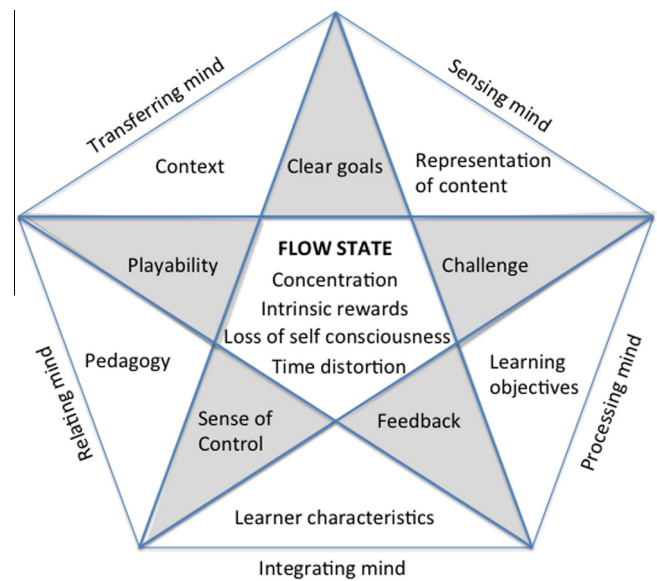 Transferring mind
Sensing mind
Context
Clear goals
Representation
of content
Playability
FLOW STATE
Concentration
Intrinsic rewards
Loss of self consciousness
Time distortion
Challenge
Relating mind
Pedagogy
Learning
objectives
Processing mind
Sense of
Control
Feedback
Learner characteristics
Integrating mind